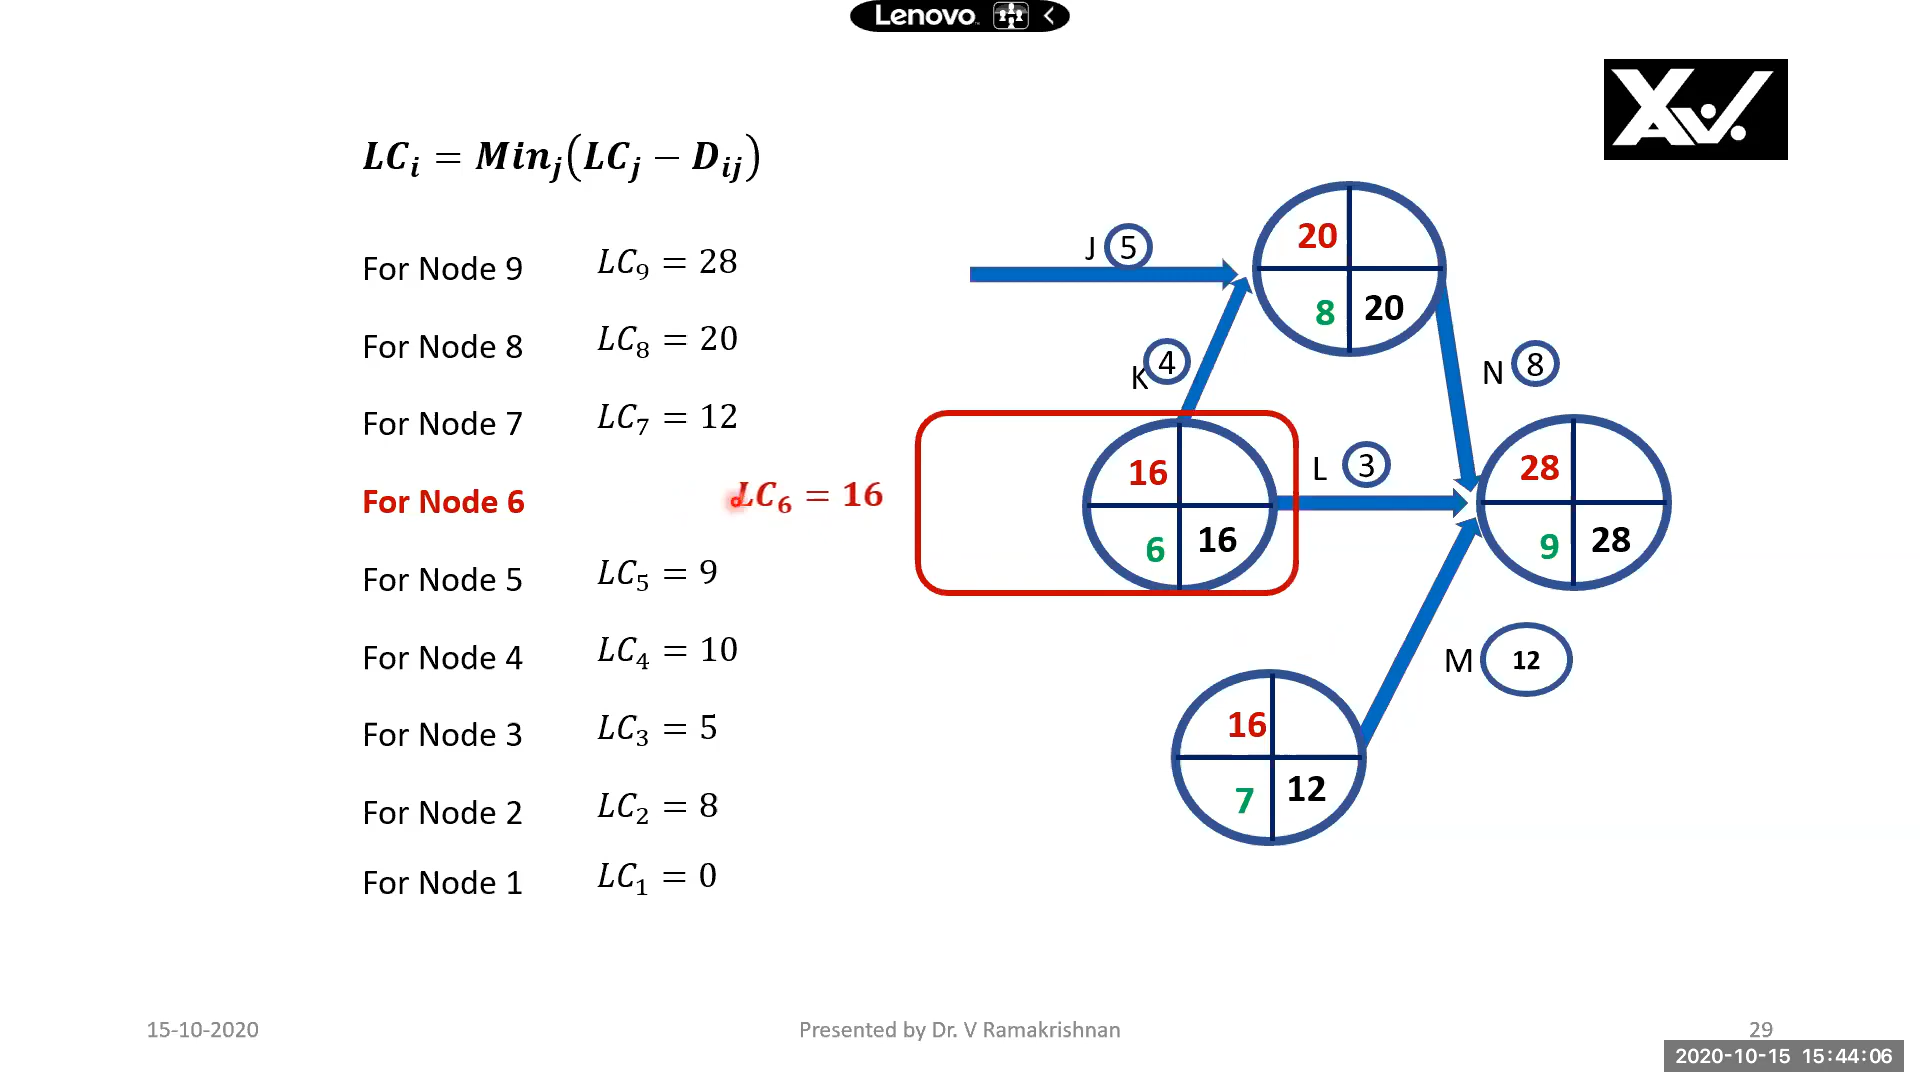 Lenovo
XAV.
LCᵢ = Minⱼ(LCⱼ − Dᵢⱼ)
For Node 9 LC₉ = 28
For Node 8 LC₈ = 20
For Node 7 LC₇ = 12
For Node 6 LC₆ = 16
For Node 5 LC₅ = 9
For Node 4 LC₄ = 10
For Node 3 LC₃ = 5
For Node 2 LC₂ = 8
For Node 1 LC₁ = 0
J 5
20
8 20
K 4
N 8
16
6 16
L 3
28
9 28
M 12
16
7 12
15-10-2020
Presented by Dr. V Ramakrishnan
29
2020-10-15 15:44:06